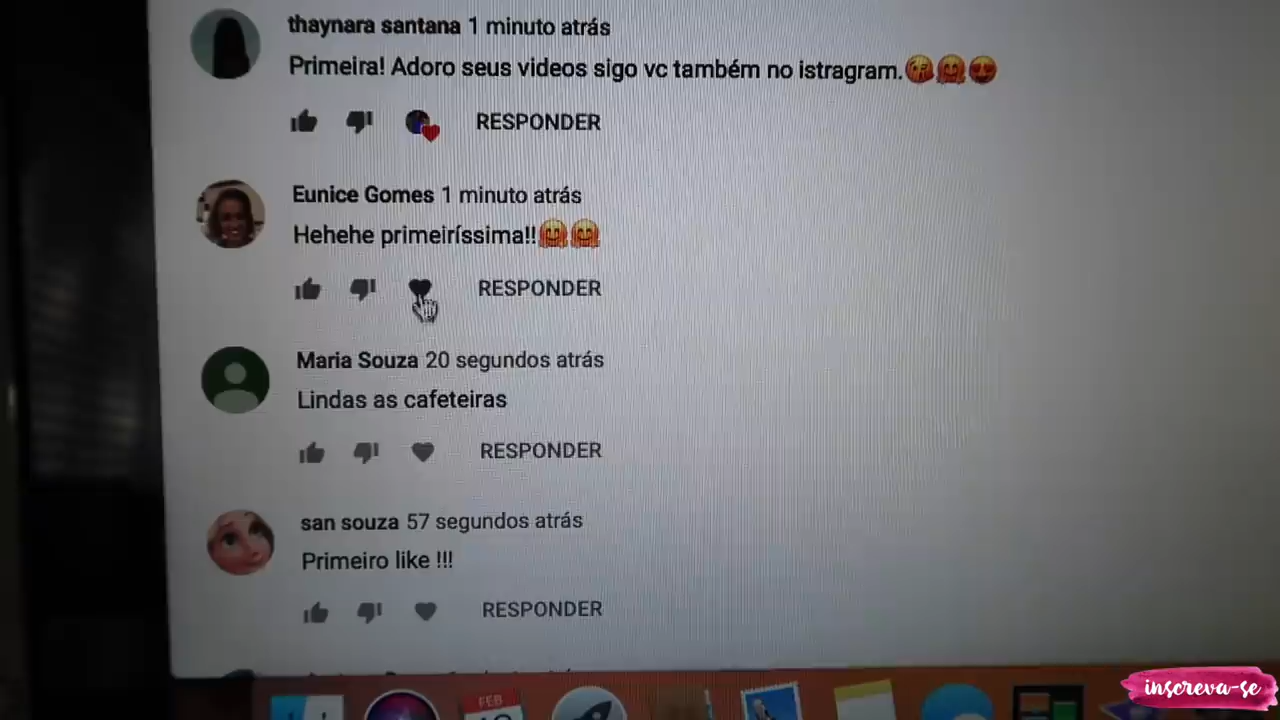 thaynara santana 1 minuto atrás
Primeira! Adoro seus videos sigo vc também no istragram.😘🤗😍
RESPONDER
Eunice Gomes 1 minuto atrás
Hehehe primeiríssima!!🤗🤗
RESPONDER
Maria Souza 20 segundos atrás
Lindas as cafeteiras
RESPONDER
san souza 57 segundos atrás
Primeiro like !!!
RESPONDER
FEB
inscreva-se